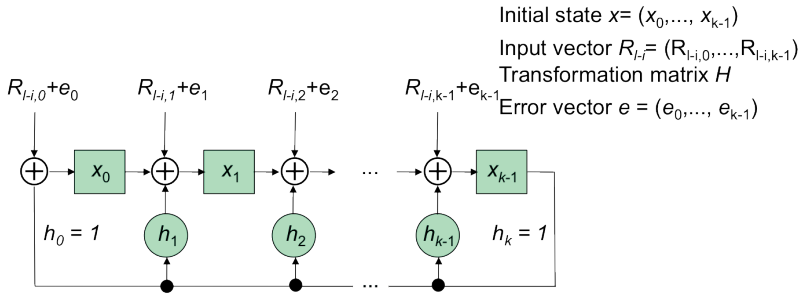 Initial state x= (x0,..., xk-1)
Input vector Rl-i= (Rl-i,0,...,Rl-i,k-1)
Transformation matrix H
Error vector e = (e0,..., ek-1)
Rl-i,0+e0 Rl-i,1+e1 Rl-i,2+e2 Rl-i,k-1+ek-1
x0 x1 ... xk-1
h0 = 1 h1 h2 hk-1 hk = 1
...